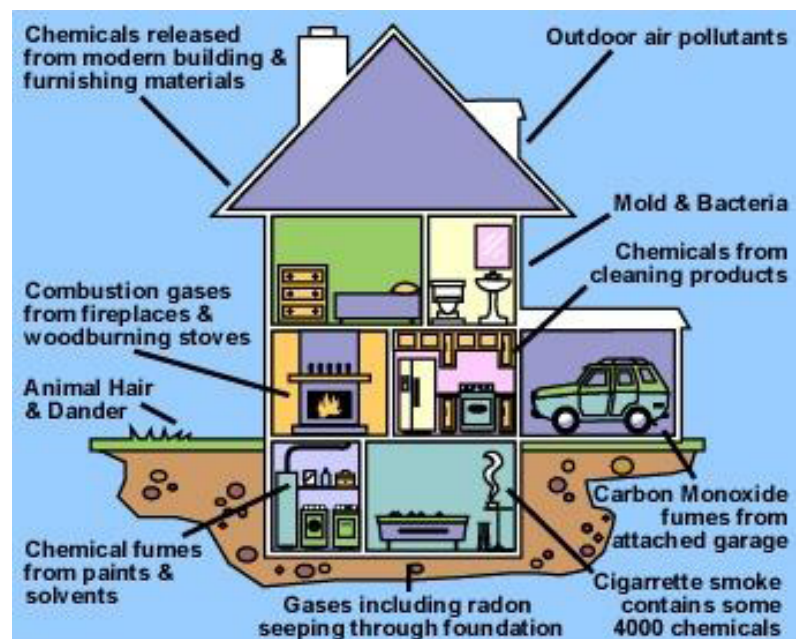 Chemicals released
from modern building &
furnishing materials
Outdoor air pollutants
Mold & Bacteria
Chemicals from
cleaning products
Combustion gases
from fireplaces &
woodburning stoves
Animal Hair
& Dander
Carbon Monoxide
fumes from
attached garage
Chemical fumes
from paints &
solvents
Gases including radon
seeping through foundation
Cigarrette smoke
contains some
4000 chemicals